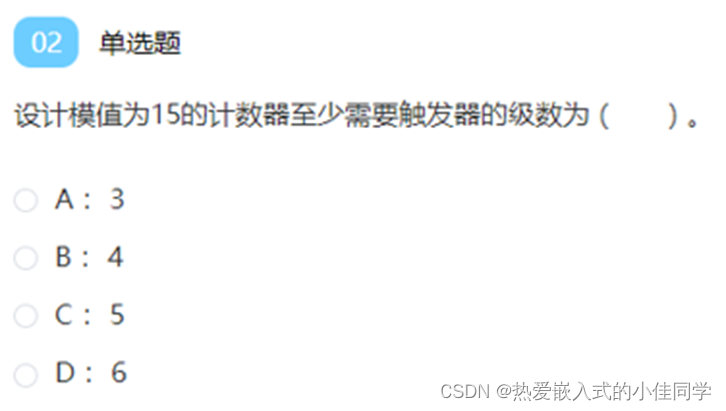 02 单选题
设计模值为15的计数器至少需要触发器的级数为（  ）。
A： 3
B： 4
C： 5
D： 6
CSDN @热爱嵌入式的小佳同学